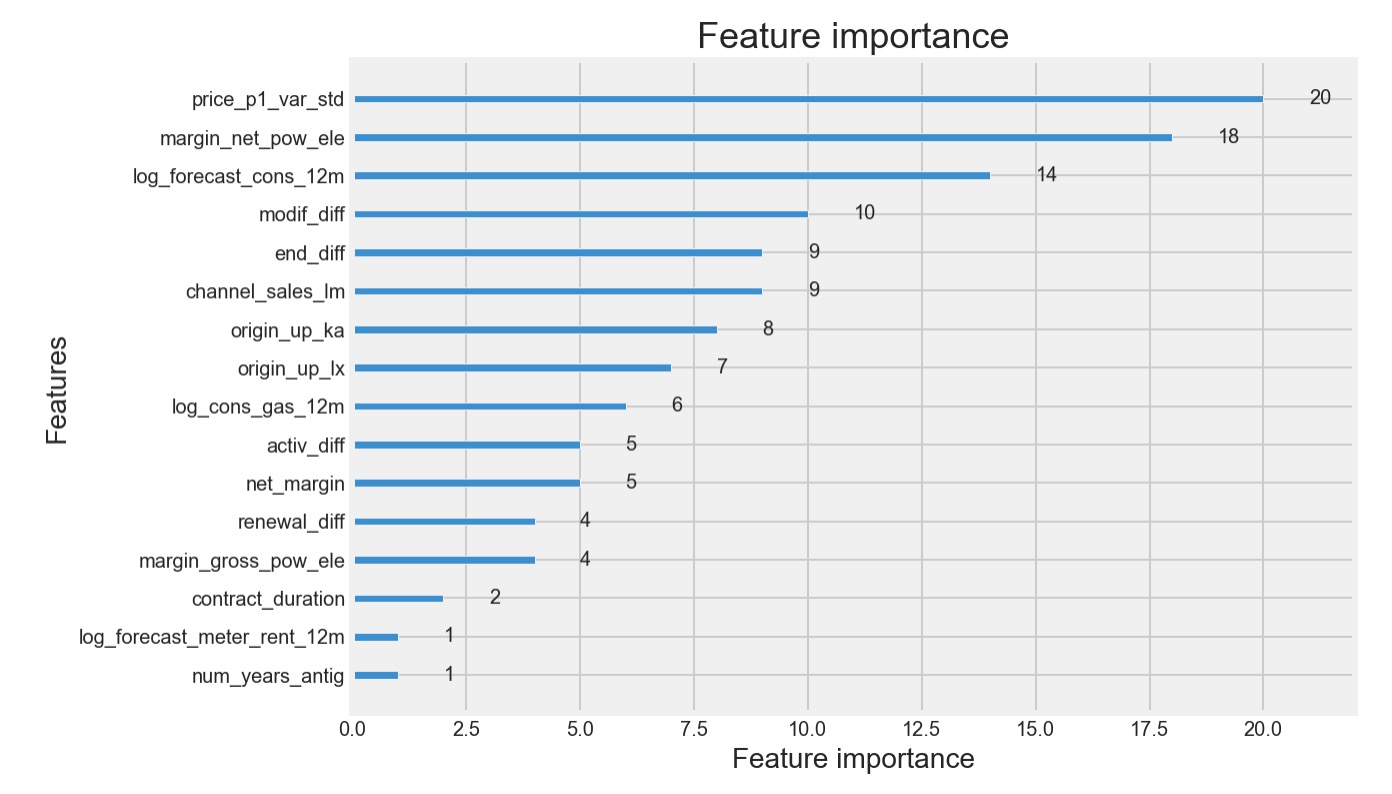 Feature importance
price_p1_var_std 20
margin_net_pow_ele 18
log_forecast_cons_12m 14
modif_diff 10
end_diff 9
channel_sales_lm 9
origin_up_ka 8
origin_up_lx 7
log_cons_gas_12m 6
activ_diff 5
net_margin 5
renewal_diff 4
margin_gross_pow_ele 4
contract_duration 2
log_forecast_meter_rent_12m 1
num_years_antig 1
Features
0.0 2.5 5.0 7.5 10.0 12.5 15.0 17.5 20.0
Feature importance